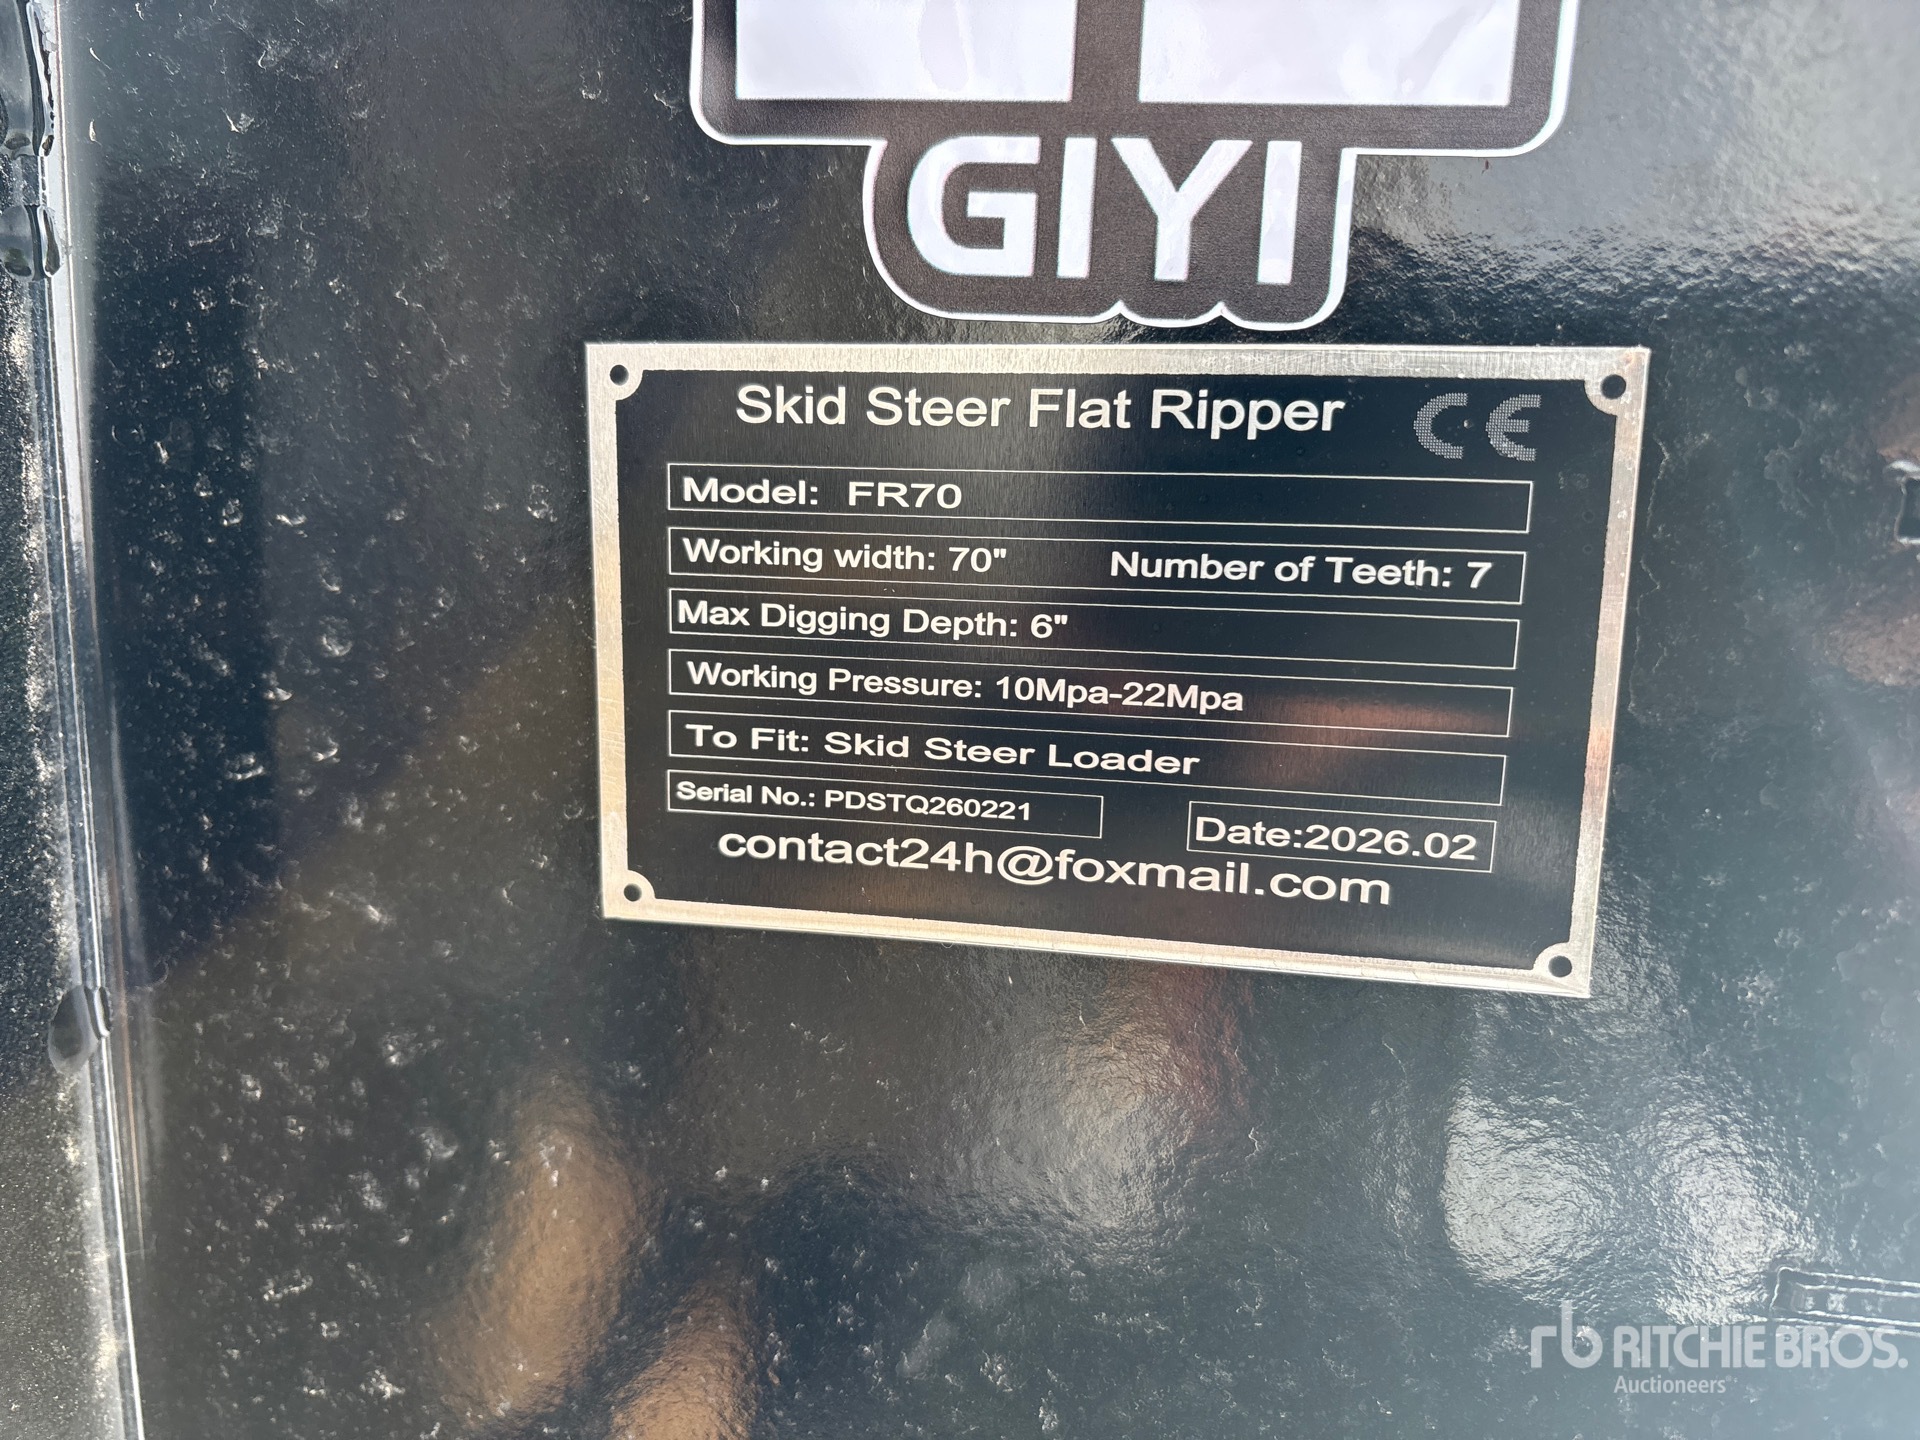 GIYI
Skid Steer Flat Ripper CE
Model: FR70
Working width: 70" Number of Teeth: 7
Max Digging Depth: 6"
Working Pressure: 10Mpa-22Mpa
To Fit: Skid Steer Loader
Serial No.: PDSTQ260221 Date:2026.02
contact24h@foxmail.com
rb RITCHIE BROS.
Auctioneers